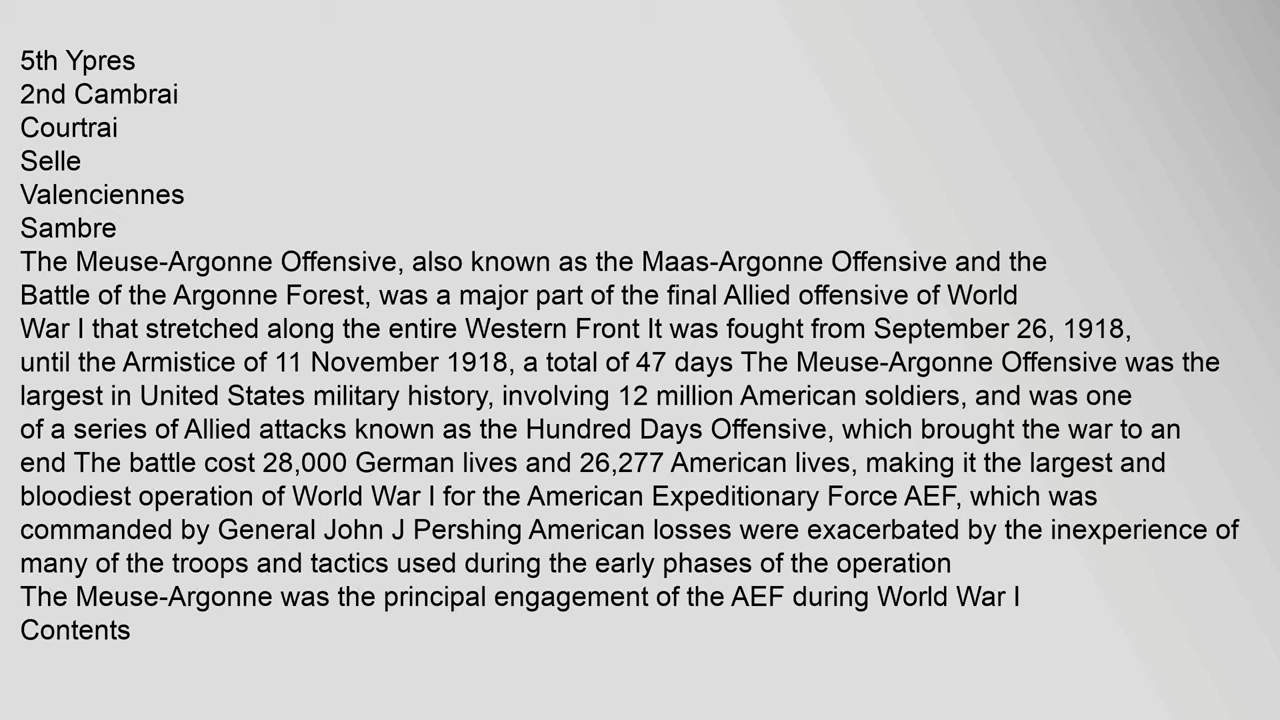 5th Ypres
2nd Cambrai
Courtrai
Selle
Valenciennes
Sambre
The Meuse-Argonne Offensive, also known as the Maas-Argonne Offensive and the
Battle of the Argonne Forest, was a major part of the final Allied offensive of World
War I that stretched along the entire Western Front It was fought from September 26, 1918,
until the Armistice of 11 November 1918, a total of 47 days The Meuse-Argonne Offensive was the
largest in United States military history, involving 12 million American soldiers, and was one
of a series of Allied attacks known as the Hundred Days Offensive, which brought the war to an
end The battle cost 28,000 German lives and 26,277 American lives, making it the largest and
bloodiest operation of World War I for the American Expeditionary Force AEF, which was
commanded by General John J Pershing American losses were exacerbated by the inexperience of
many of the troops and tactics used during the early phases of the operation
The Meuse-Argonne was the principal engagement of the AEF during World War I
Contents